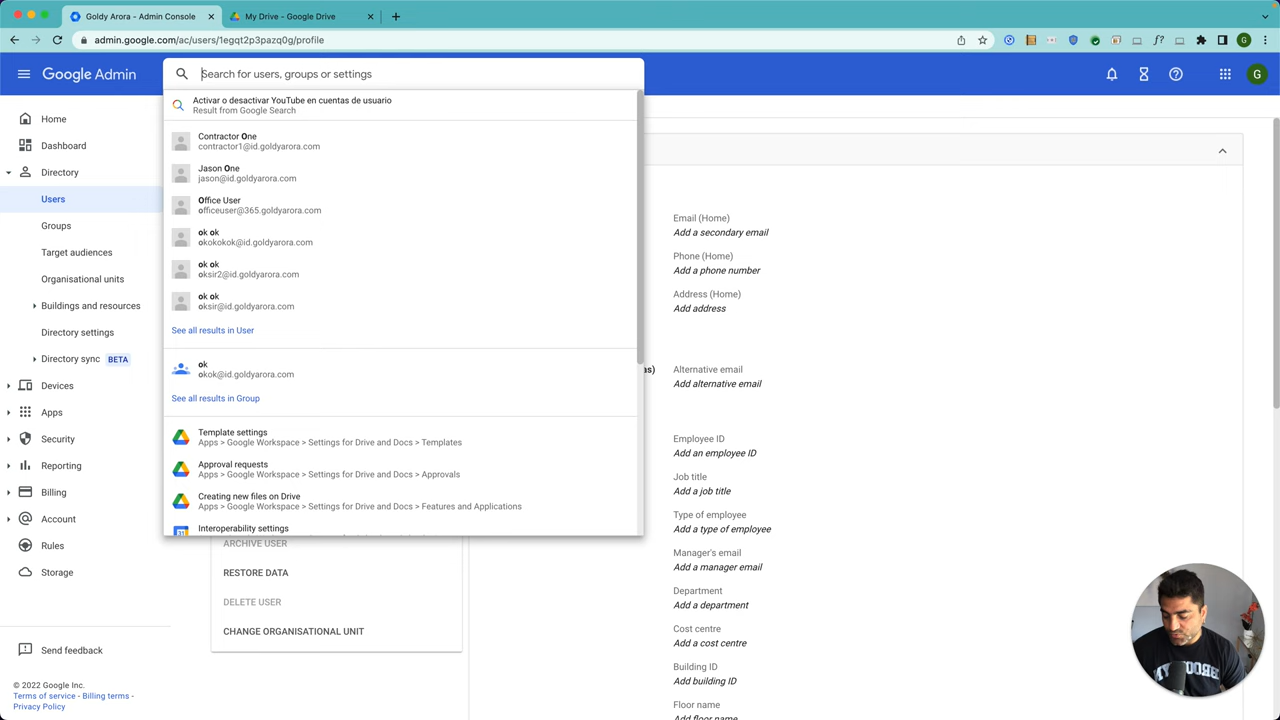 Goldy Arora - Admin Console
My Drive - Google Drive
admin.google.com/ac/users/1egqt2p3pazq0g/profile
Google Admin
Search for users, groups or settings
G
Activar o desactivar YouTube en cuentas de usuario
Result from Google Search
Contractor One
contractor1@id.goldyarora.com
Jason One
jason@id.goldyarora.com
Office User
officeuser@365.goldyarora.com
ok ok
okokokok@id.goldyarora.com
ok ok
oksir2@id.goldyarora.com
ok ok
oksir@id.goldyarora.com
See all results in User
ok
okok@id.goldyarora.com
See all results in Group
Template settings
Apps > Google Workspace > Settings for Drive and Docs > Templates
Approval requests
Apps > Google Workspace > Settings for Drive and Docs > Approvals
Creating new files on Drive
Apps > Google Workspace > Settings for Drive and Docs > Features and Applications
Interoperability settings
Home
Dashboard
Directory
Users
Groups
Target audiences
Organisational units
Buildings and resources
Directory settings
Directory sync BETA
Devices
Apps
Security
Reporting
Billing
Account
Rules
Storage
Send feedback
© 2022 Google Inc.
Terms of service - Billing terms -
Privacy Policy
ARCHIVE USER
RESTORE DATA
DELETE USER
CHANGE ORGANISATIONAL UNIT
Email (Home)
Add a secondary email
Phone (Home)
Add a phone number
Address (Home)
Add address
as)
Alternative email
Add alternative email
Employee ID
Add an employee ID
Job title
Add a job title
Type of employee
Add a type of employee
Manager's email
Add a manager email
Department
Add a department
Cost centre
Add a cost centre
Building ID
Add building ID
Floor name
Add floor name